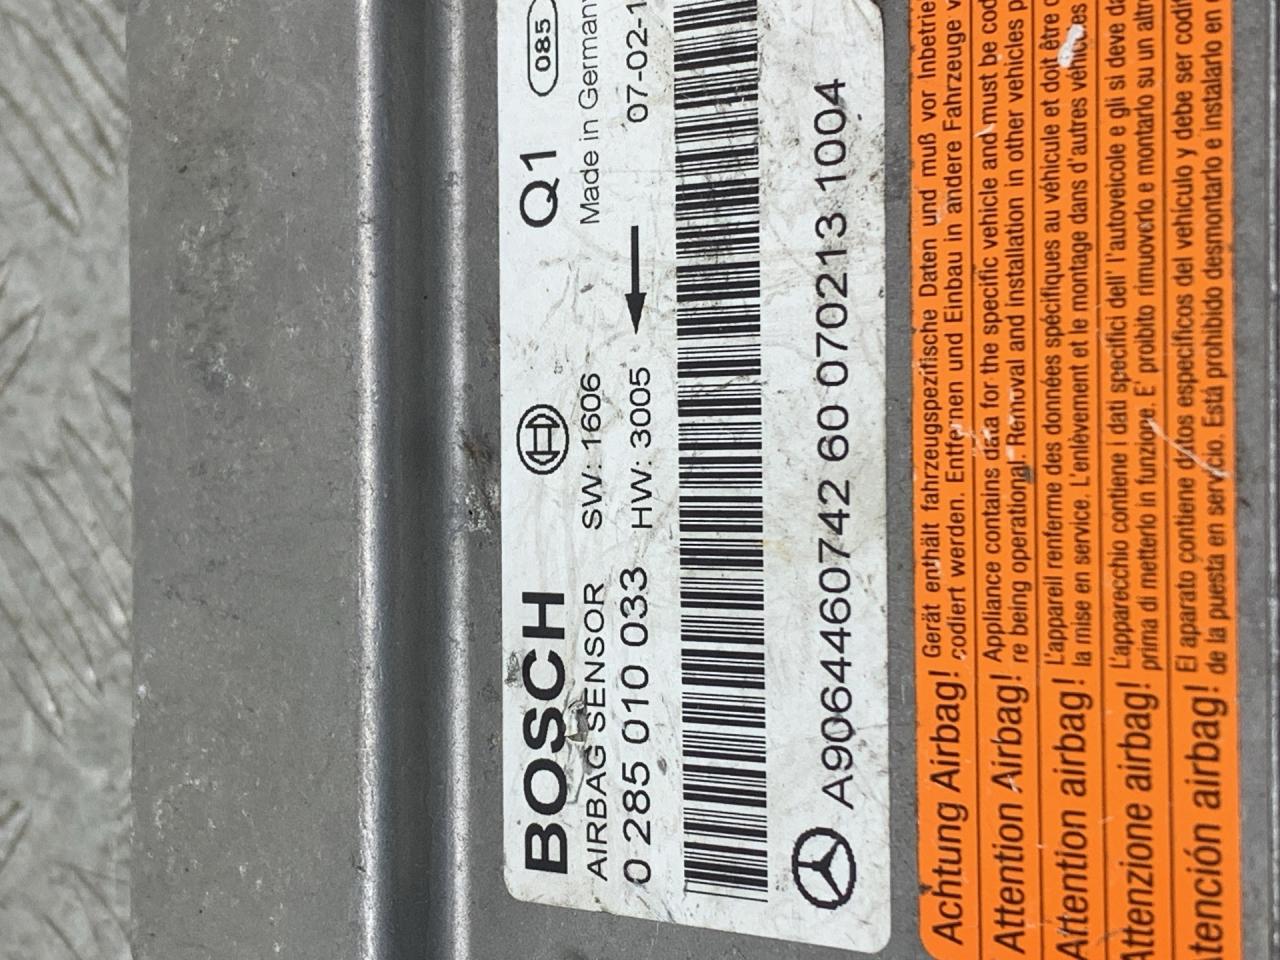 BOSCH Q1 085
AIRBAG SENSOR SW: 1606 Made in Germany
0 285 010 033 HW: 3005 07-02-1
A9064460742 60 070213 1004
Achtung Airbag! Gerät enthält fahrzeugspezifische Daten und muß vor Inbetrie
codiert werden. Entfernen und Einbau in andere Fahrzeuge v
Attention Airbag! Appliance contains data for the specific vehicle and must be cod
re being operational. Removal and Installation in other vehicles p
Attention airbag! L'appareil renferme des données spécifiques au véhicule et doit être
la mise en service. L'enlèvement et le montage dans d'autres véhicules
Attenzione airbag! L'apparecchio contiene i dati specifici dell' l'autoveicole e gli si deve da
prima di metterlo in funzione. E' proibito rimuoverlo e montarlo su un altro
tención airbag! El aparato contiene datos específicos del vehículo y debe ser codif
de la puesta en servicio. Está prohibido desmontarlo e instalarlo en